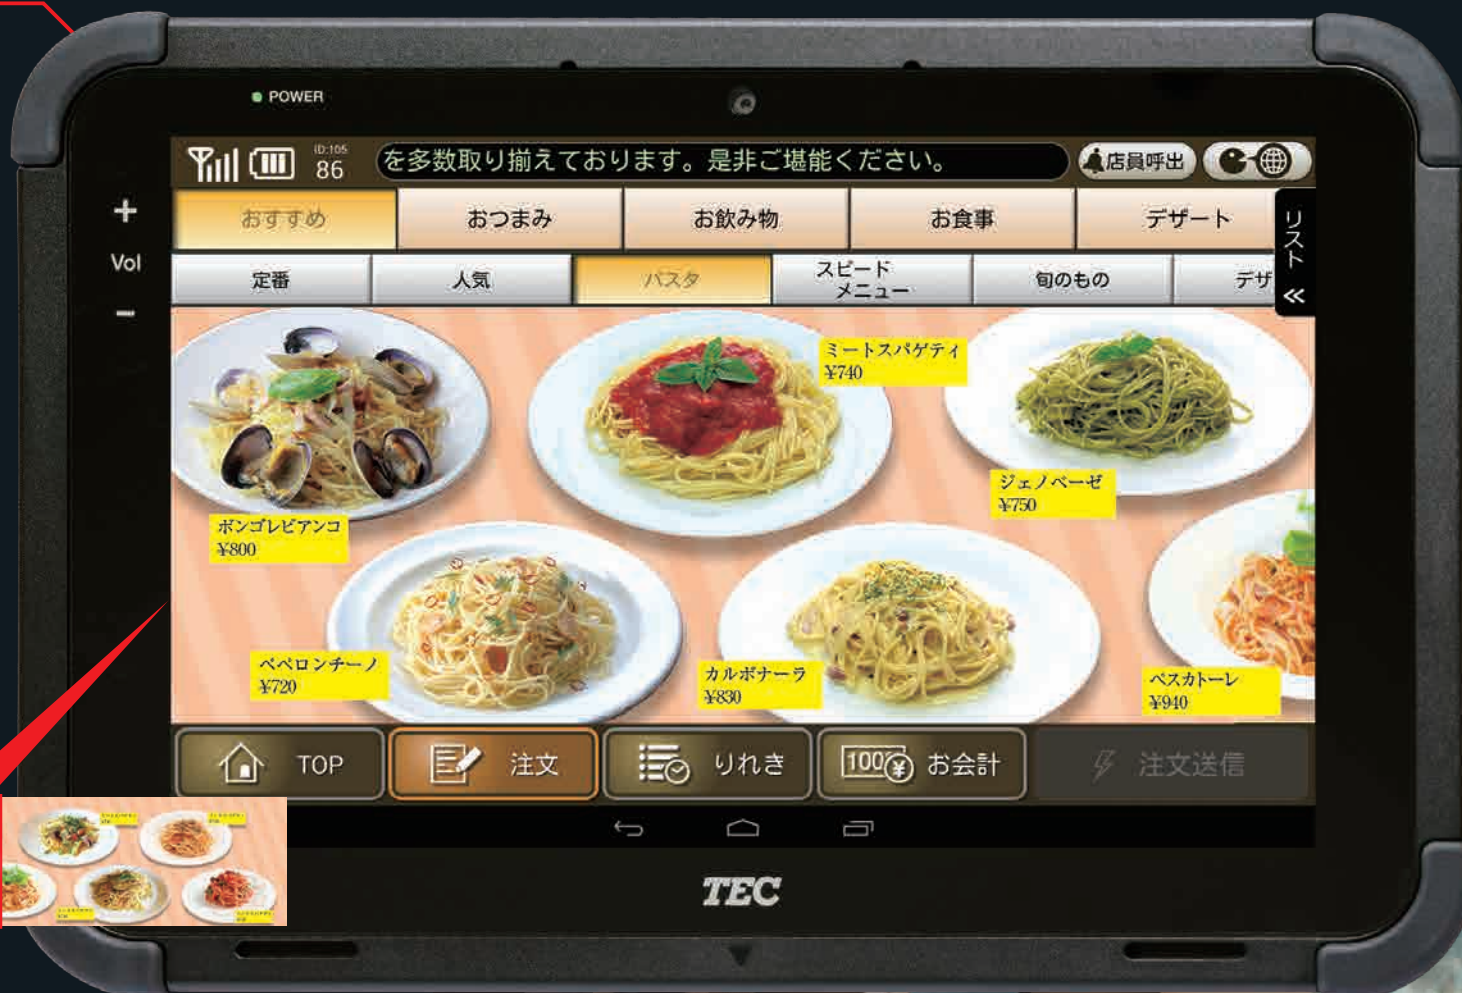 POWER
ID:105
86
を多数取り揃えております。是非ご堪能ください。
店員呼出
+
Vol
−
おすすめ
おつまみ
お飲み物
お食事
デザート
リスト
≪
定番
人気
パスタ
スピード
メニュー
旬のもの
デザ
ミートスパゲティ
¥740
ジェノベーゼ
¥750
ボンゴレビアンコ
¥800
ペペロンチーノ
¥720
カルボナーラ
¥830
ペスカトーレ
¥940
TOP
注文
りれき
100
¥
お会計
注文送信
TEC